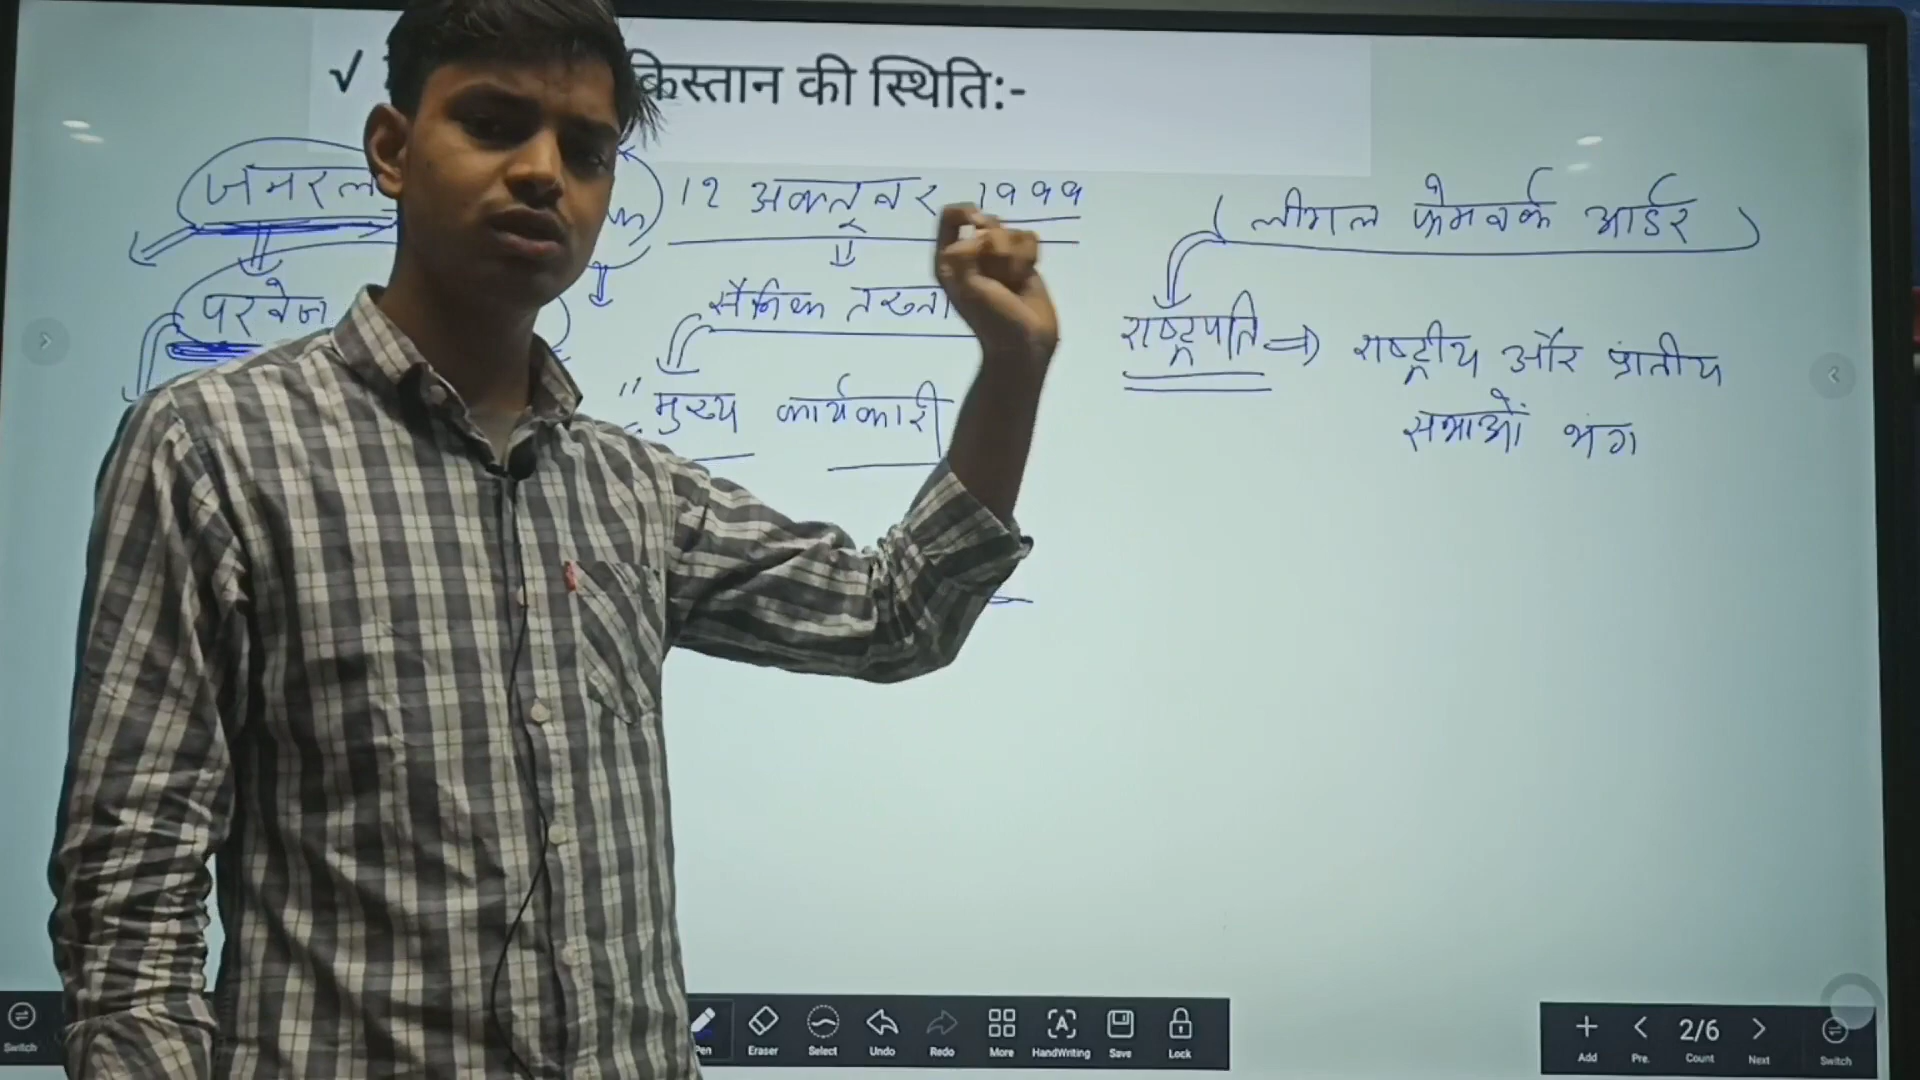 √ किस्तान की स्थिति:-
जनरल
12 अक्तूबर 1999
(लीगल फ्रेमवर्क आर्डर)
परवेज
सैनिक तख्ता
राष्ट्रपति ⇒ राष्ट्रीय और प्रांतीय
"मुख्य कार्यकारी
सभाओं भंग
Switch
Pen
Eraser
Select
Undo
Redo
More
HandWriting
Save
Lock
Add
Pre.
2/6
Count
Next
Switch